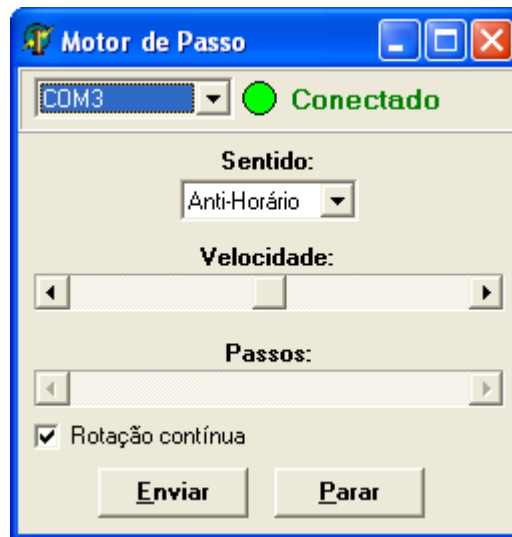 Motor de Passo
COM3 Conectado
Sentido:
Anti-Horário
Velocidade:
Passos:
Rotação contínua
Enviar Parar